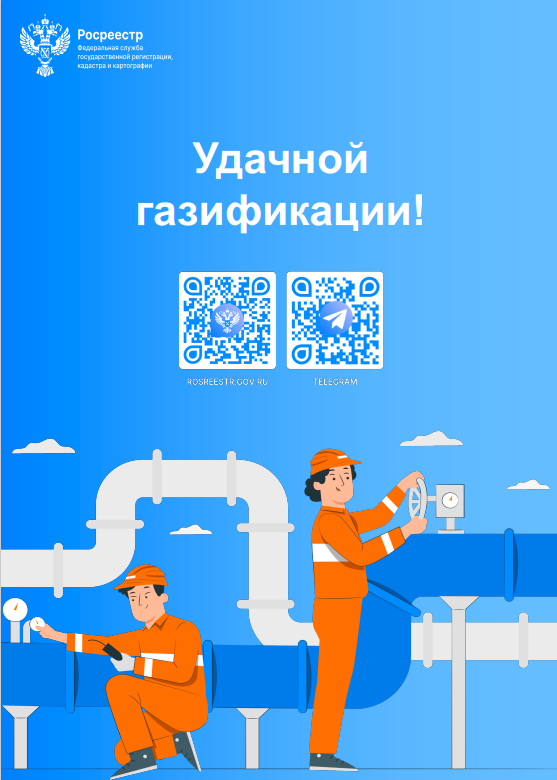 Росреестр
Федеральная служба
государственной регистрации,
кадастра и картографии
Удачной
газификации!
ROSREESTR.GOV.RU
TELEGRAM